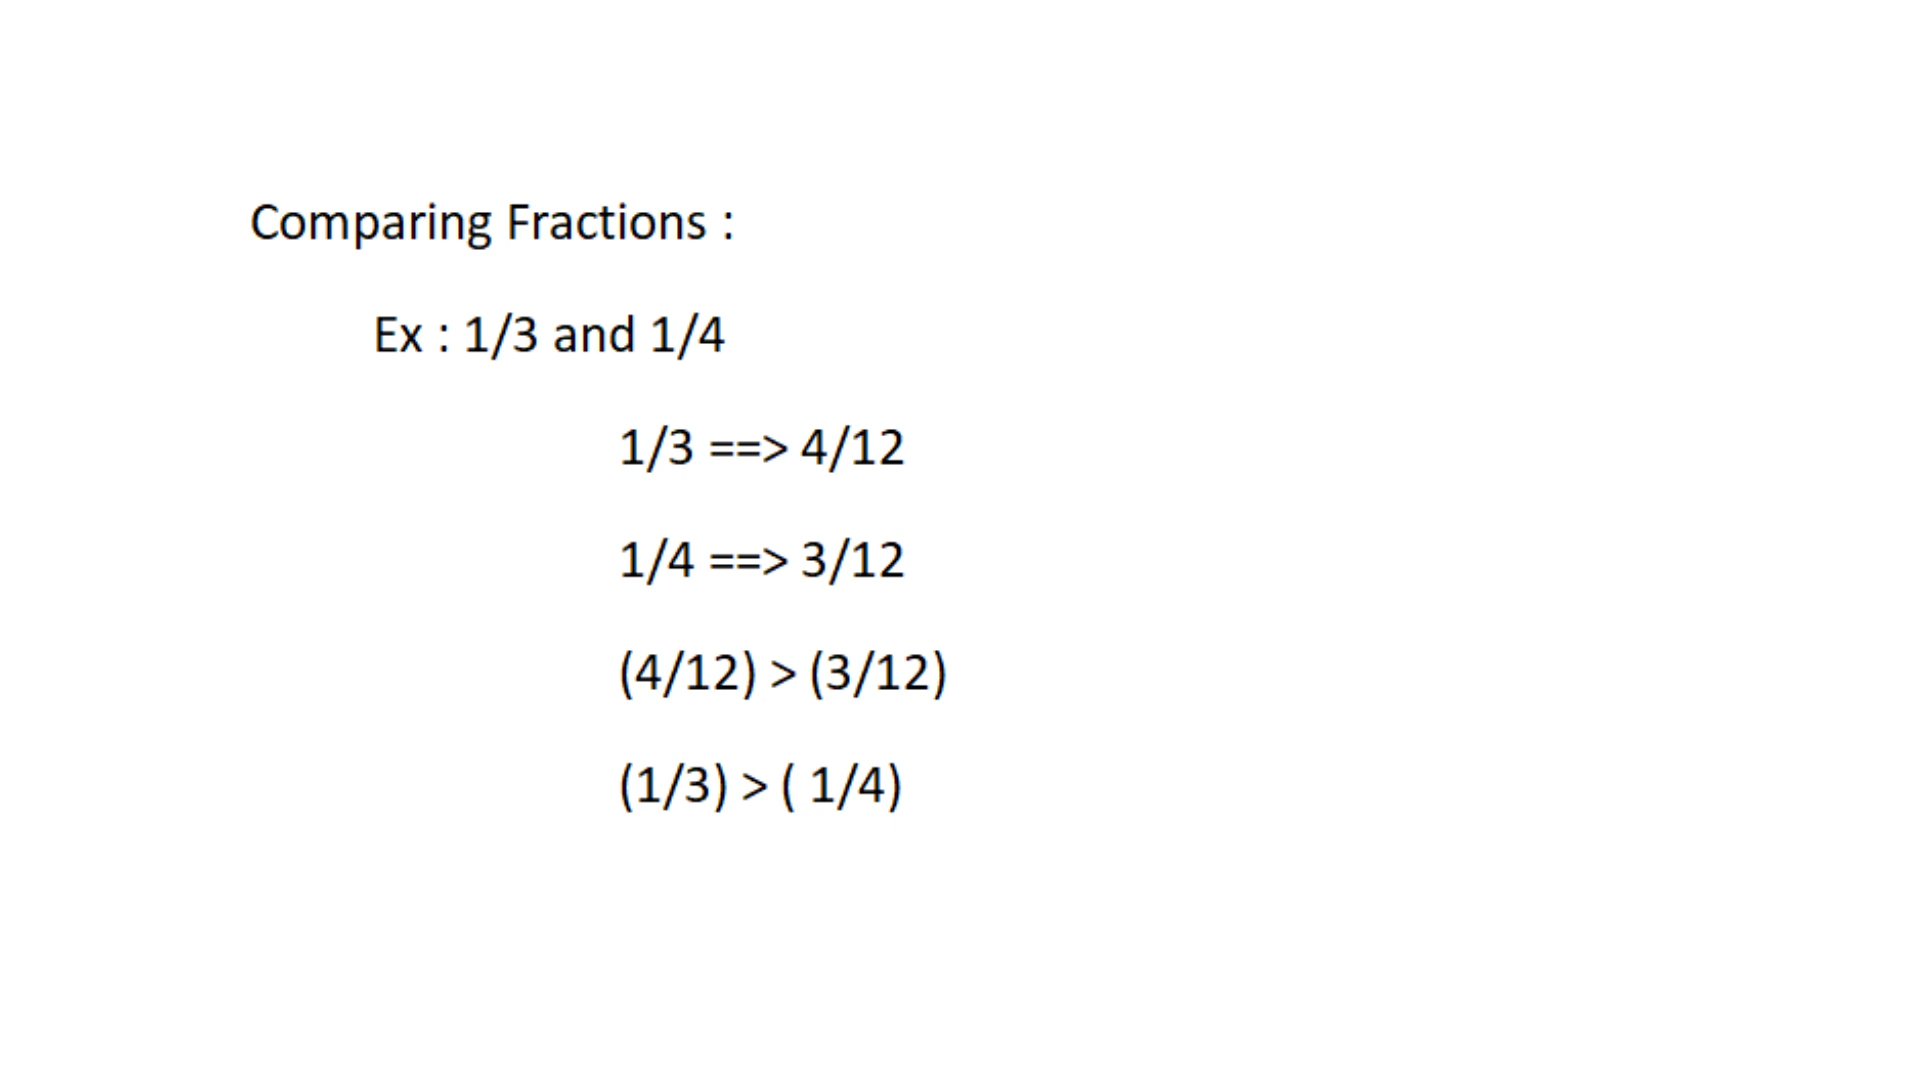 Comparing Fractions :
Ex : 1/3 and 1/4
1/3 ==> 4/12
1/4 ==> 3/12
(4/12) > (3/12)
(1/3) > ( 1/4)